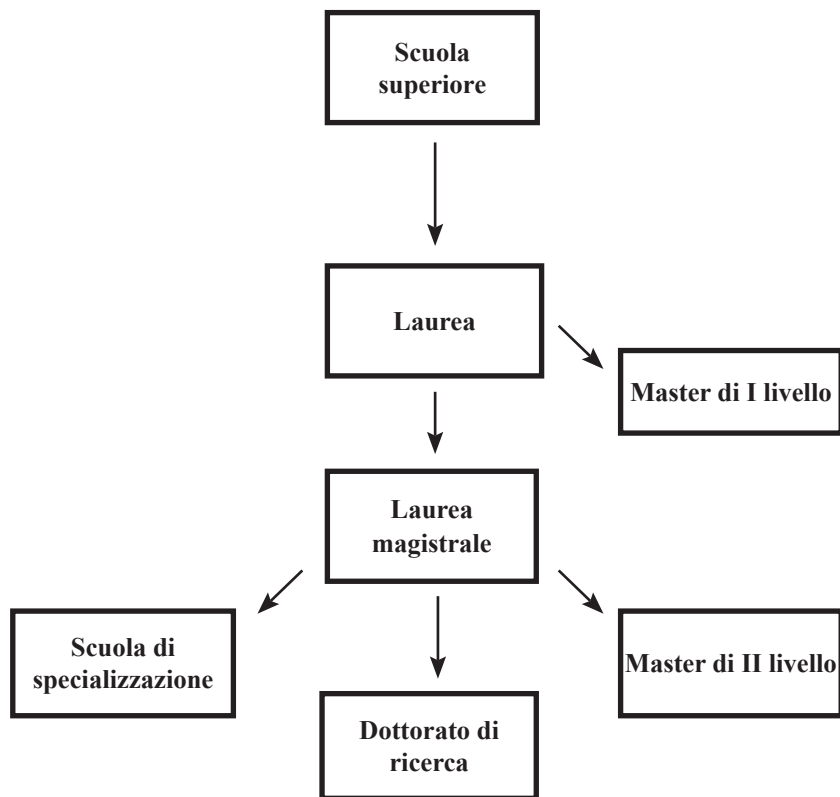 Scuola
superiore
Laurea
Master di I livello
Laurea
magistrale
Scuola di
specializzazione
Master di II livello
Dottorato di
ricerca